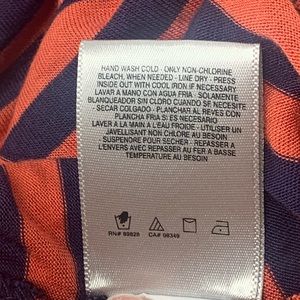 HAND WASH COLD - ONLY NON-CHLORINE
BLEACH, WHEN NEEDED - LINE DRY - PRESS
INSIDE OUT WITH COOL IRON IF NECESSARY
LAVAR A MANO CON AGUA FRIA - SOLAMENTE
BLANQUEADOR SIN CLORO CUANDO NECESARIO
SECAR COLGADO - PLANCHAR AL REVES CON
PLANCHA FRIA SI ES NECESARIO
LAVER A LA MAIN A L'EAU FROIDE - UTILISER UN
JAVELLISANT NON CHLORE AU BESOIN
SUSPENDRE POUR SECHER - REPASSER A
L'ENVERS AVEC REPASSER AU FER A BASSE
TEMPERATURE AU BESOIN
RN# 89828 CA# 08349